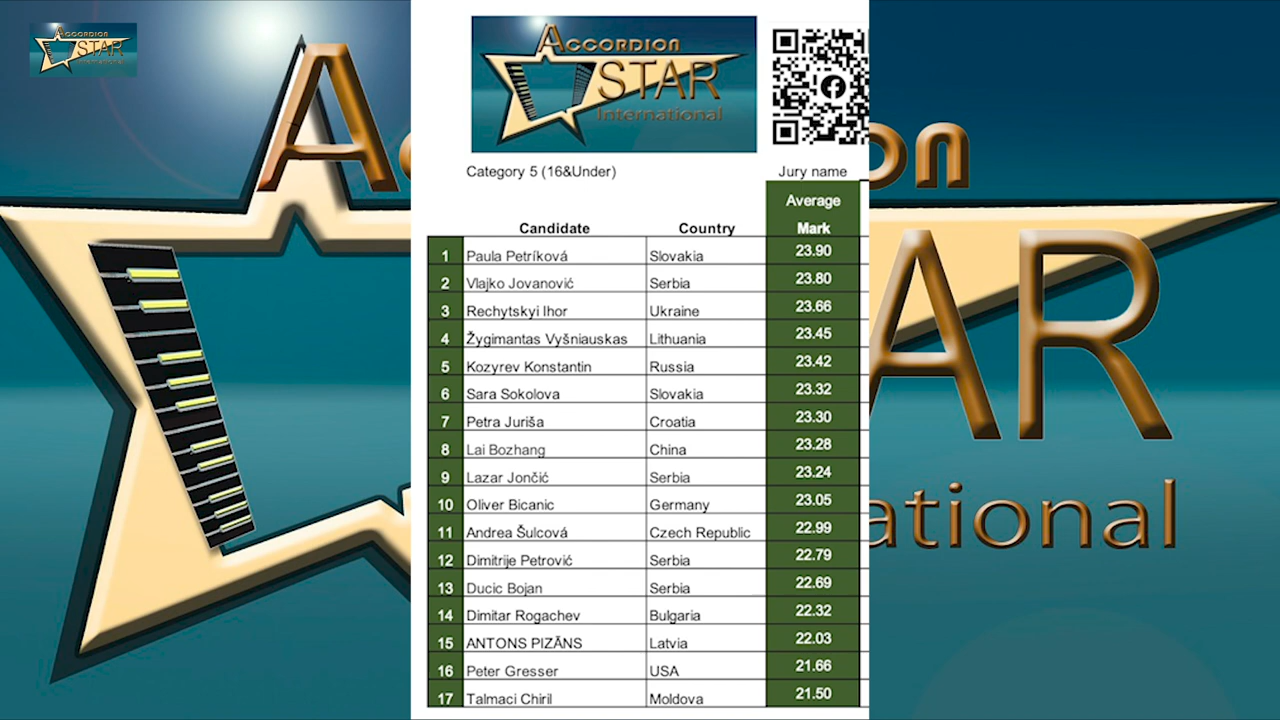 ACCORDION
STAR
International
ACCORDION
STAR
International
Category 5 (16&Under)
Jury name
Average
Candidate Country Mark
1 Paula Petríková Slovakia 23.90
2 Vlajko Jovanović Serbia 23.80
3 Rechytskyi Ihor Ukraine 23.66
4 Žygimantas Vyšniauskas Lithuania 23.45
5 Kozyrev Konstantin Russia 23.42
6 Sara Sokolova Slovakia 23.32
7 Petra Juriša Croatia 23.30
8 Lai Bozhang China 23.28
9 Lazar Jončić Serbia 23.24
10 Oliver Bicanic Germany 23.05
11 Andrea Šulcová Czech Republic 22.99
12 Dimitrije Petrović Serbia 22.79
13 Ducic Bojan Serbia 22.69
14 Dimitar Rogachev Bulgaria 22.32
15 ANTONS PIZĀNS Latvia 22.03
16 Peter Gresser USA 21.66
17 Talmaci Chiril Moldova 21.50
A
on
AR
ational